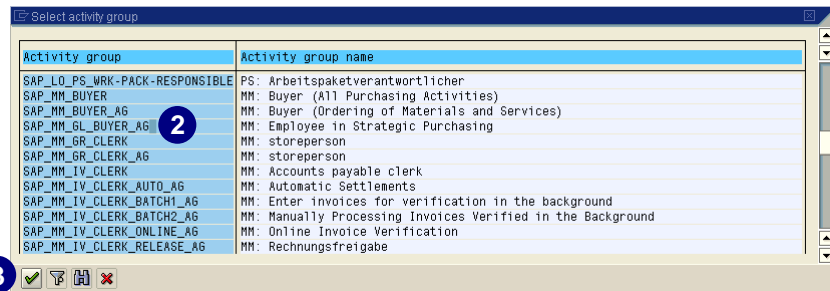 Select activity group
Activity group Activity group name
SAP_LO_PS_WRK-PACK-RESPONSIBLE PS: Arbeitspaketverantwortlicher
SAP_MM_BUYER MM: Buyer (All Purchasing Activities)
SAP_MM_BUYER_AG MM: Buyer (Ordering of Materials and Services)
SAP_MM_GL_BUYER_AG MM: Employee in Strategic Purchasing
2
SAP_MM_GR_CLERK MM: storeperson
SAP_MM_GR_CLERK_AG MM: storeperson
SAP_MM_IV_CLERK MM: Accounts payable clerk
SAP_MM_IV_CLERK_AUTO_AG MM: Automatic Settlements
SAP_MM_IV_CLERK_BATCH1_AG MM: Enter invoices for verification in the background
SAP_MM_IV_CLERK_BATCH2_AG MM: Manually Processing Invoices Verified in the Background
SAP_MM_IV_CLERK_ONLINE_AG MM: Online Invoice Verification
SAP_MM_IV_CLERK_RELEASE_AG MM: Rechnungsfreigabe
3